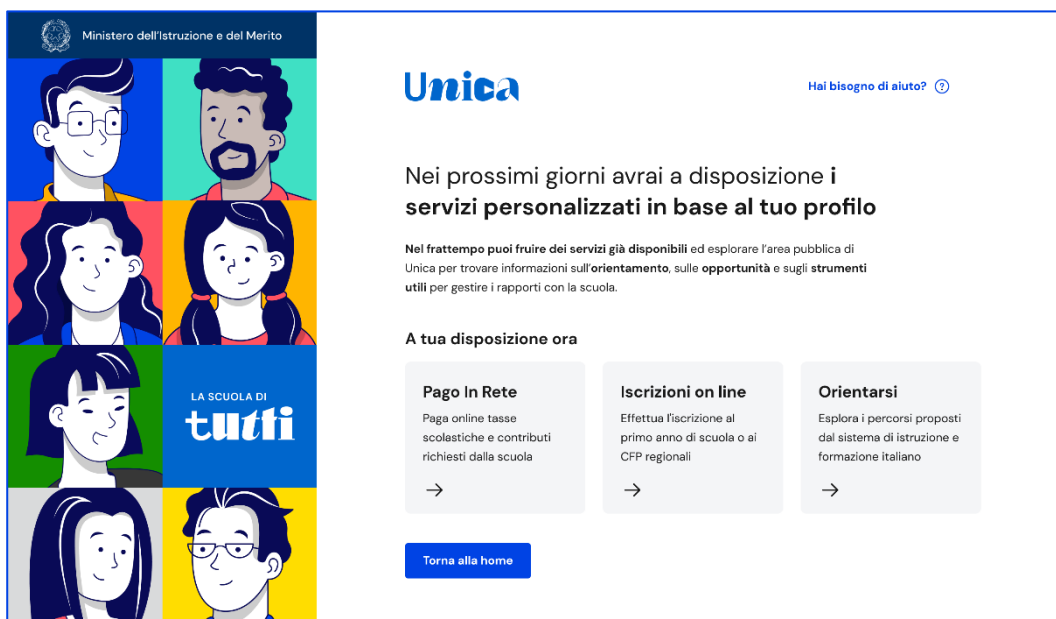 Ministero dell'Istruzione e del Merito
Unica
Hai bisogno di aiuto? ?
Nei prossimi giorni avrai a disposizione i
servizi personalizzati in base al tuo profilo
Nel frattempo puoi fruire dei servizi già disponibili ed esplorare l'area pubblica di
Unica per trovare informazioni sull'orientamento, sulle opportunità e sugli strumenti
utili per gestire i rapporti con la scuola.
A tua disposizione ora
Pago In Rete
Paga online tasse
scolastiche e contributi
richiesti dalla scuola
Iscrizioni on line
Effettua l'iscrizione al
primo anno di scuola o ai
CFP regionali
Orientarsi
Esplora i percorsi proposti
dal sistema di istruzione e
formazione italiano
Torna alla home
LA SCUOLA DI
tutti